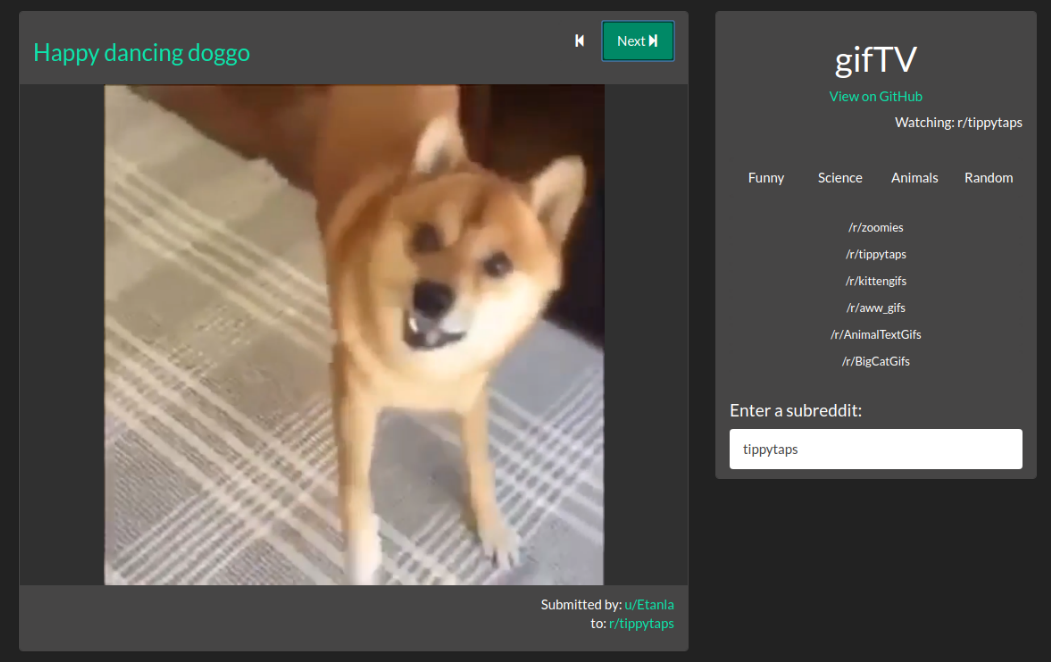 Happy dancing doggo
Next
Submitted by: u/Etanla
to: r/tippytaps
gifTV
View on GitHub
Watching: r/tippytaps
Funny Science Animals Random
/r/zoomies
/r/tippytaps
/r/kittengifs
/r/aww_gifs
/r/AnimalTextGifs
/r/BigCatGifs
Enter a subreddit:
tippytaps